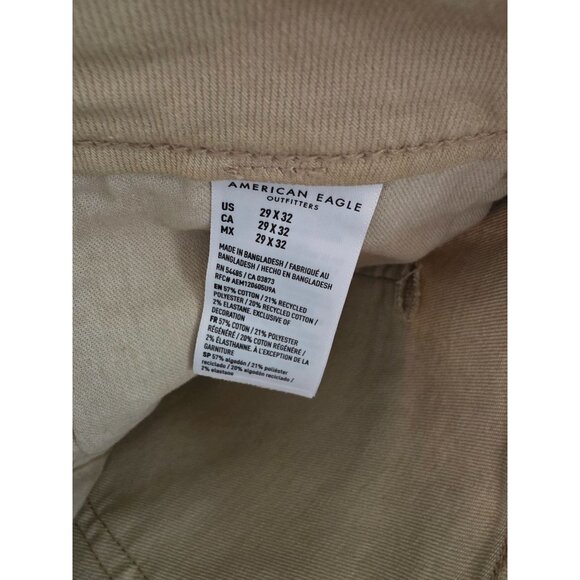 AMERICAN EAGLE
OUTFITTERS
US 29 X 32
CA 29 X 32
MX 29 X 32
MADE IN BANGLADESH / FABRIQUÉ AU
BANGLADESH / HECHO EN BANGLADESH
RN 54485 / CA 03873
RFC# AEM120605U9A
EN 57% COTTON / 21% RECYCLED
POLYESTER / 20% RECYCLED COTTON /
2% ELASTANE. EXCLUSIVE OF
DECORATION
FR 57% COTON / 21% POLYESTER
RÉGÉNÉRÉ / 20% COTON RÉGÉNÉRÉ /
2% ÉLASTHANNE. À L'EXCEPTION DE LA
GARNITURE
SP 57% algodón / 21% poliéster
reciclado / 20% algodón reciclado /
2% elastano